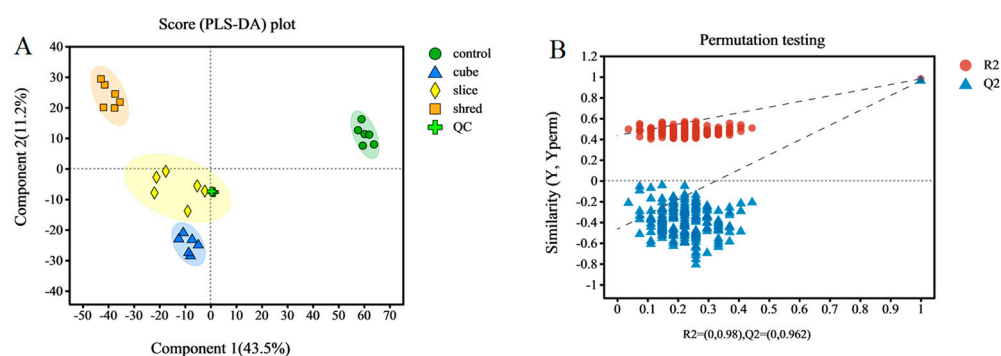 A
Score (PLS-DA) plot
Component 2(11.2%)
40
30
20
10
0
-10
-20
-30
-40
-50 -40 -30 -20 -10 0 10 20 30 40 50 60 70
Component 1(43.5%)
control
cube
slice
shred
QC
B
Permutation testing
Similarity (Y, Yperm)
1.2
1
0.8
0.6
0.4
0.2
0
-0.2
-0.4
-0.6
-0.8
-1
0 0.1 0.2 0.3 0.4 0.5 0.6 0.7 0.8 0.9 1
R2=(0,0.98),Q2=(0,0.962)
R2
Q2